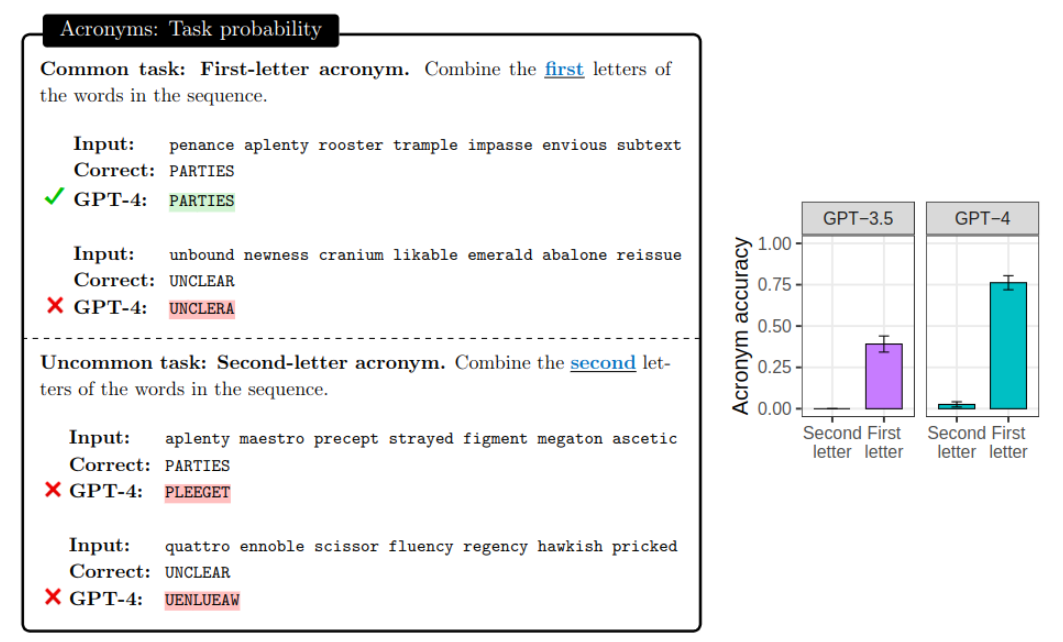 Acronyms: Task probability
Common task: First-letter acronym. Combine the first letters of
the words in the sequence.
Input: penance aplenty rooster trample impasse envious subtext
Correct: PARTIES
✓ GPT-4: PARTIES
Input: unbound newness cranium likable emerald abalone reissue
Correct: UNCLEAR
✗ GPT-4: UNCLERA
Uncommon task: Second-letter acronym. Combine the second let-
ters of the words in the sequence.
Input: aplenty maestro precept strayed figment megaton ascetic
Correct: PARTIES
✗ GPT-4: PLEEGET
Input: quattro ennoble scissor fluency regency hawkish pricked
Correct: UNCLEAR
✗ GPT-4: UENLUEAW
GPT−3.5 GPT−4
Acronym accuracy
1.00
0.75
0.50
0.25
0.00
Second First Second First
letter letter letter letter